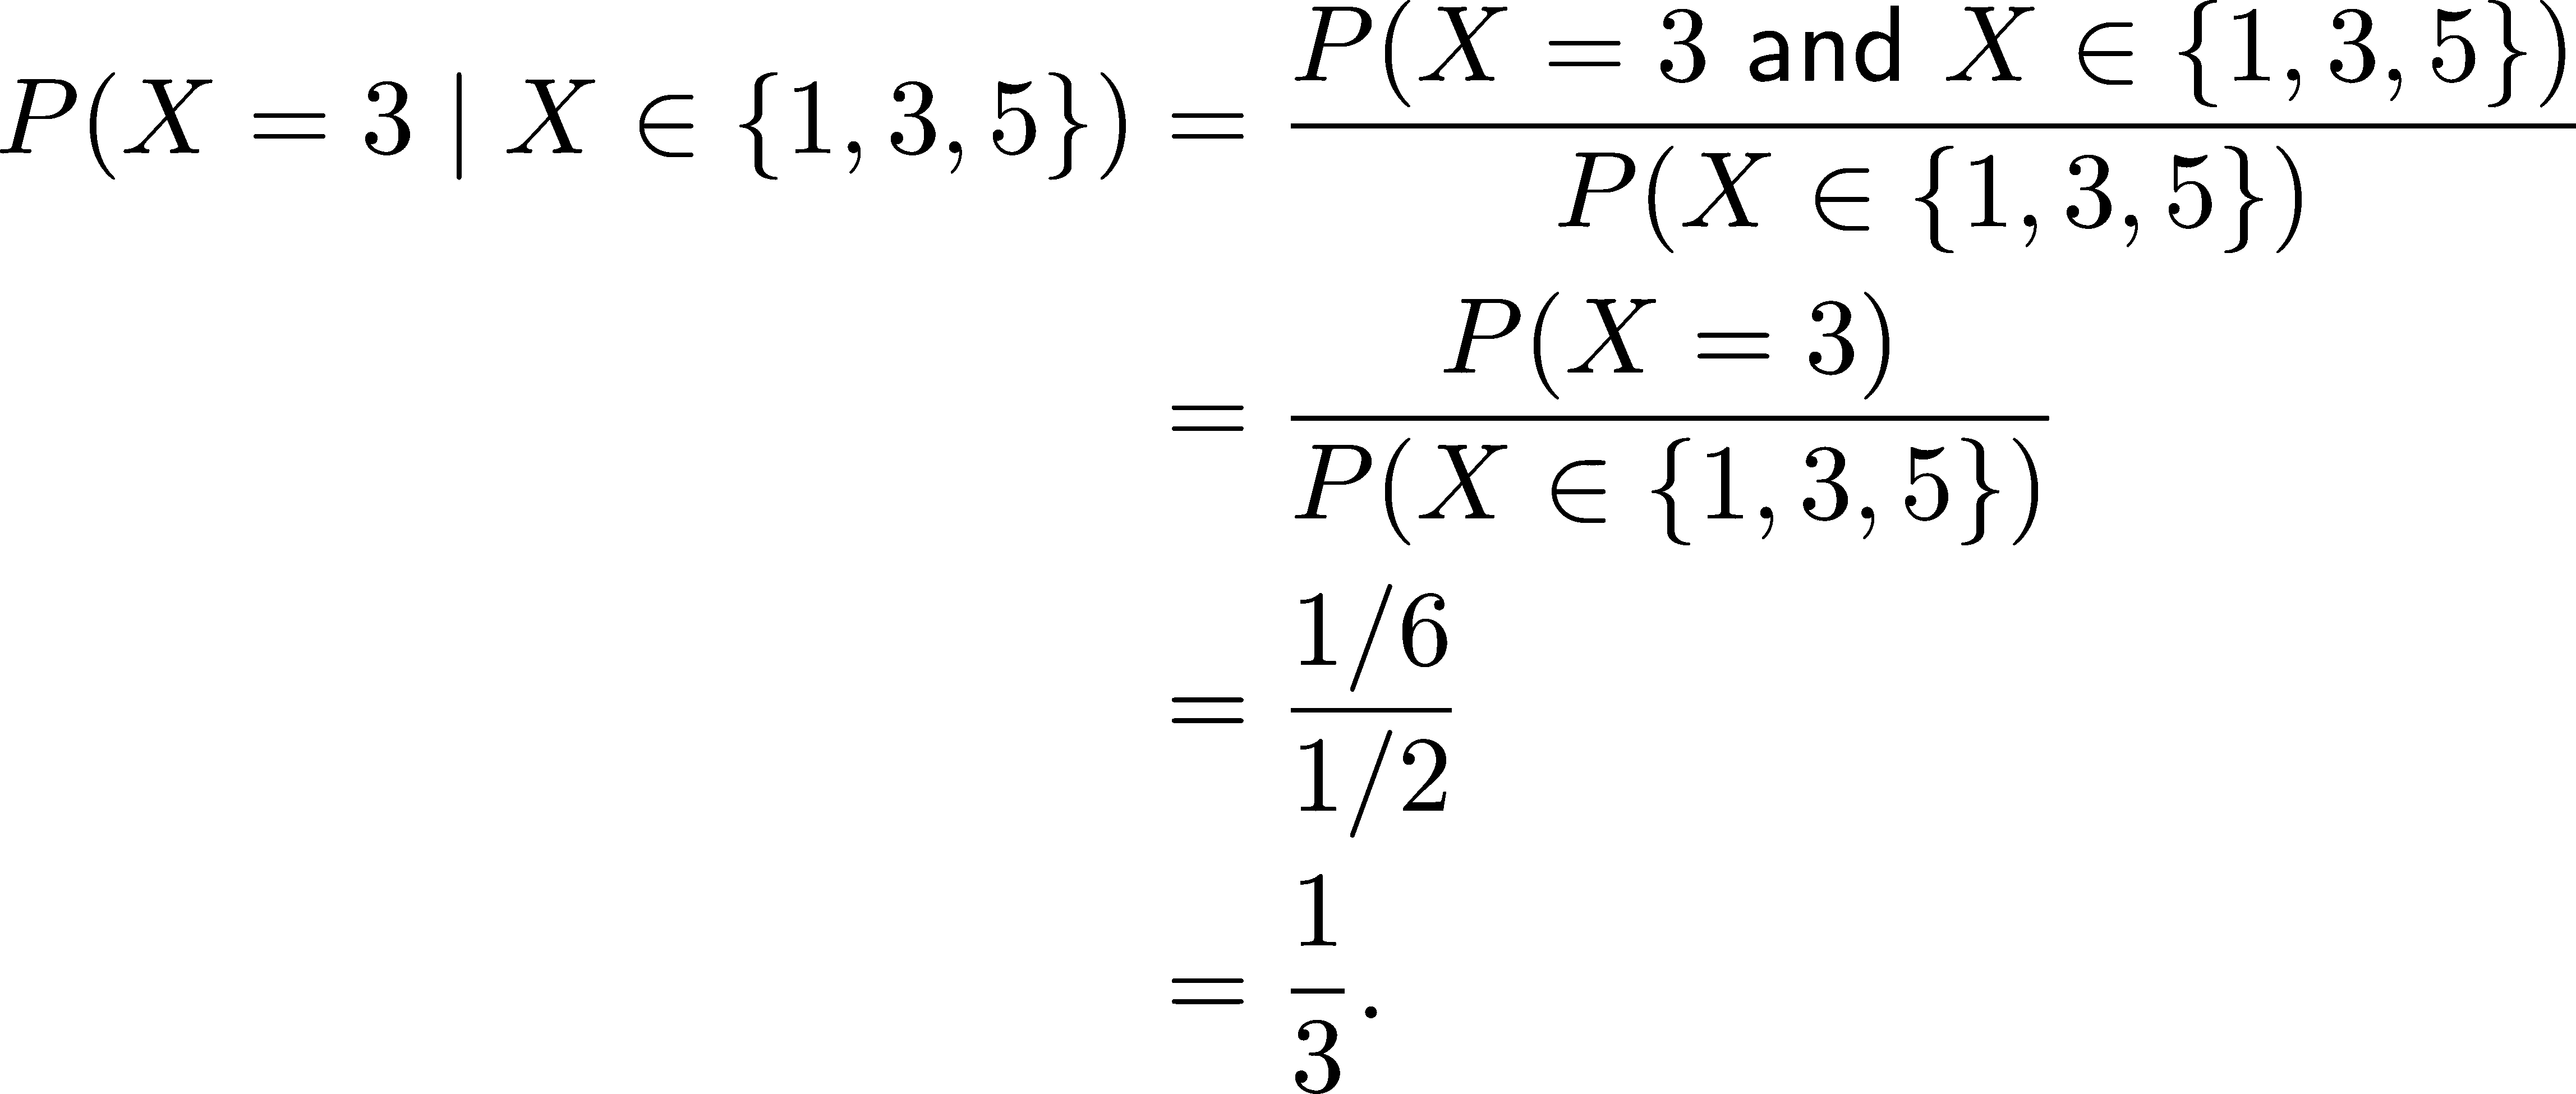 P(X = 3 | X ∈ {1, 3, 5}) = P(X = 3 and X ∈ {1, 3, 5}) / P(X ∈ {1, 3, 5})
= P(X = 3) / P(X ∈ {1, 3, 5})
= (1/6) / (1/2)
= 1/3.